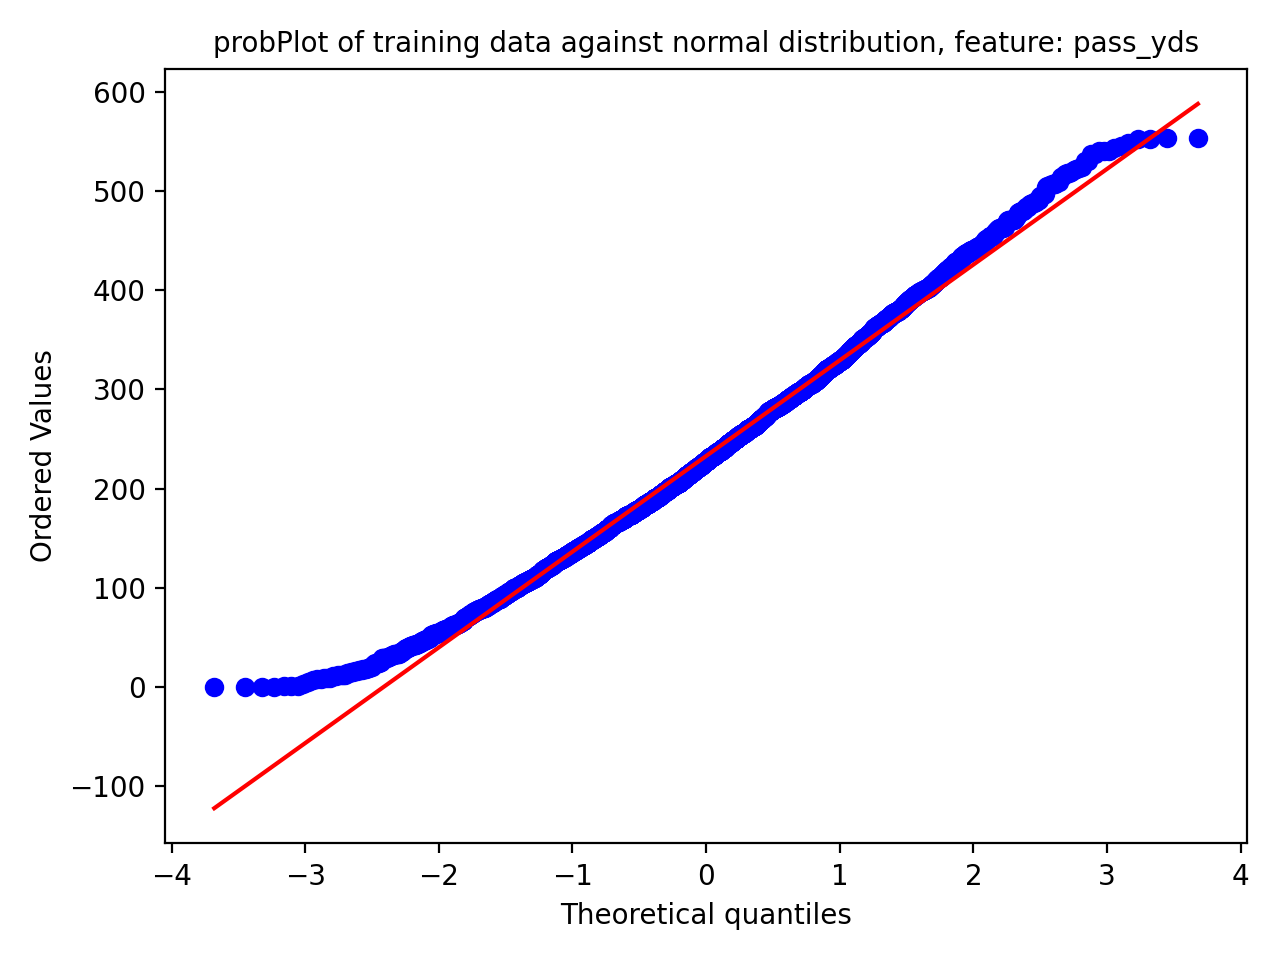 probPlot of training data against normal distribution, feature: pass_yds
600
500
400
300
200
100
0
−100
Ordered Values
−4 −3 −2 −1 0 1 2 3 4
Theoretical quantiles